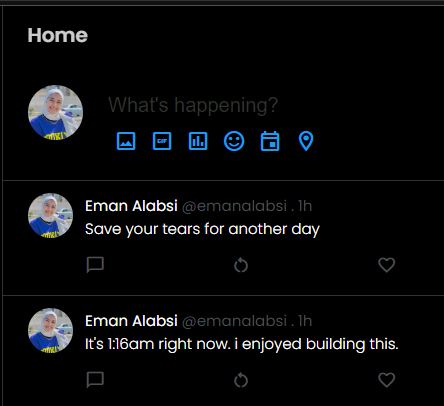 Home
What's happening?
GIF
Eman Alabsi @emanalabsi . 1h
Save your tears for another day
Eman Alabsi @emanalabsi . 1h
It's 1:16am right now. i enjoyed building this.